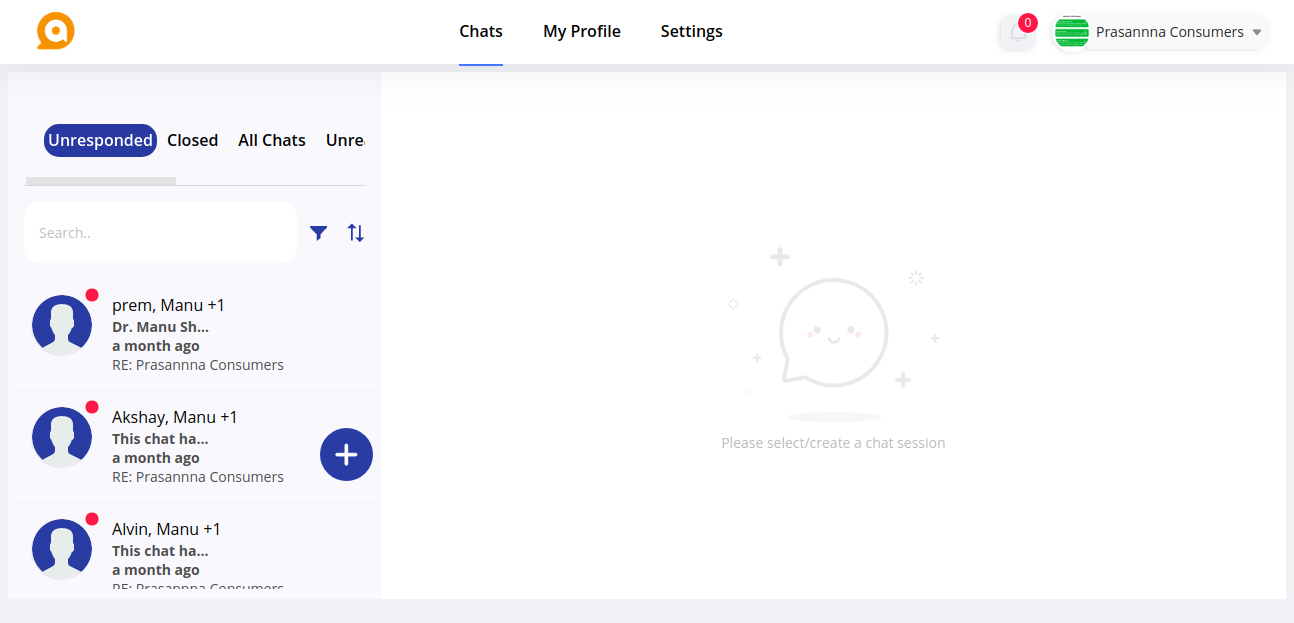 Chats
My Profile
Settings
0
Prasannna Consumers
Unresponded
Closed
All Chats
Unre
Search..
prem, Manu +1
Dr. Manu Sh...
a month ago
RE: Prasannna Consumers
Akshay, Manu +1
This chat ha...
a month ago
RE: Prasannna Consumers
Alvin, Manu +1
This chat ha...
a month ago
RE: Prasannna Consumers
Please select/create a chat session